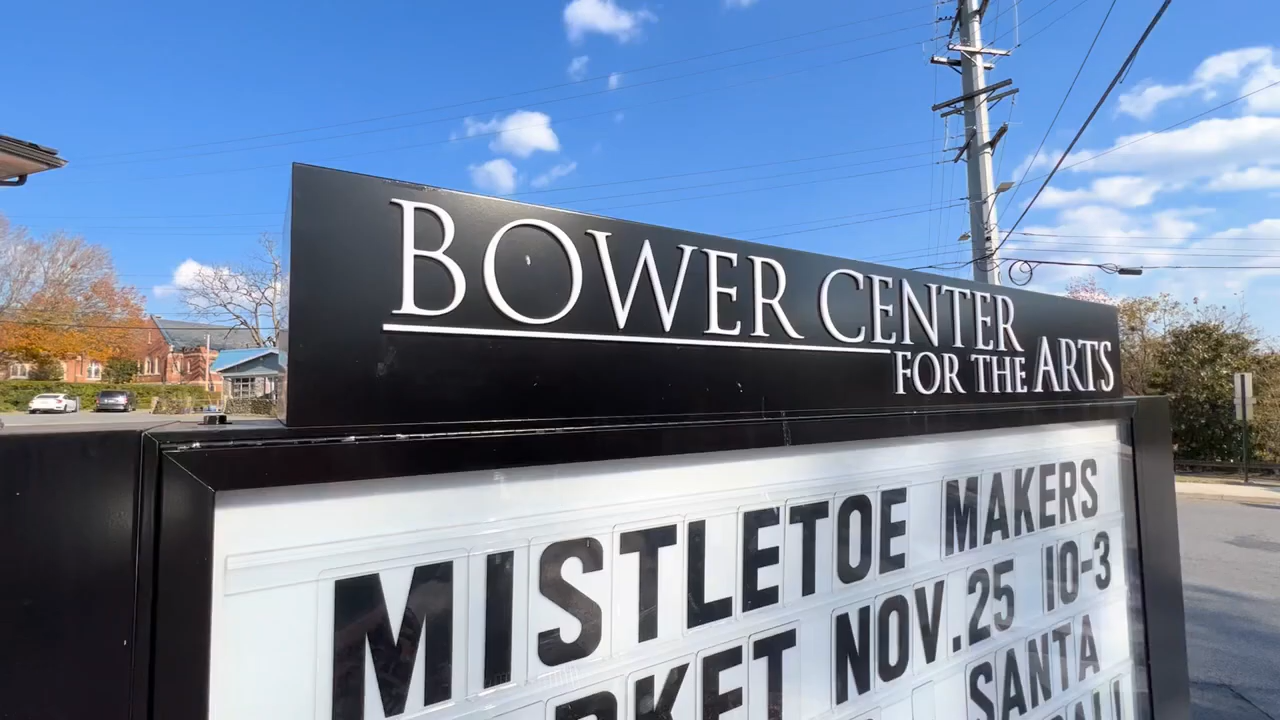 BOWER CENTER
FOR THE ARTS
MISTLETOE MAKERS
NOV.25 10-3
SANTA